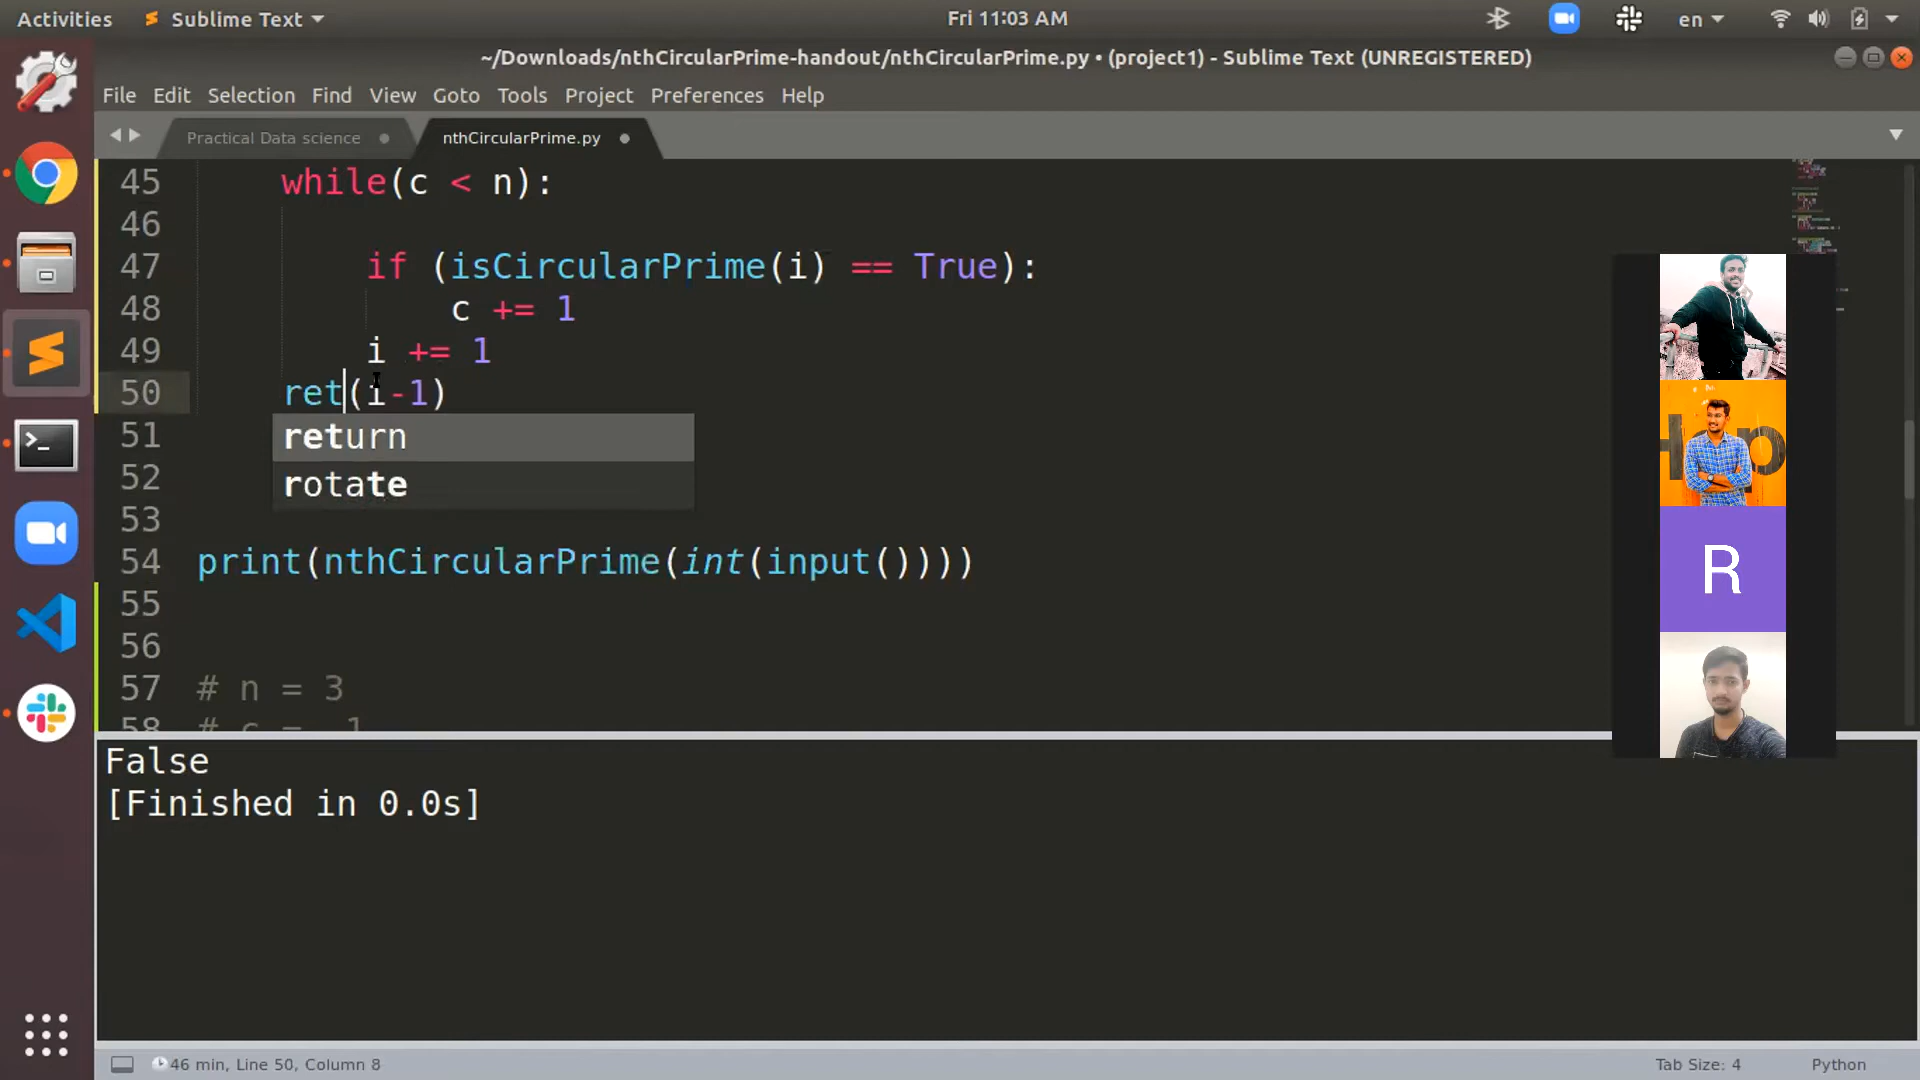 Activities
Sublime Text
Fri 11:03 AM
en
~/Downloads/nthCircularPrime-handout/nthCircularPrime.py • (project1) - Sublime Text (UNREGISTERED)
File Edit Selection Find View Goto Tools Project Preferences Help
Practical Data science
nthCircularPrime.py
45 while(c < n):
46
47 if (isCircularPrime(i) == True):
48 c += 1
49 i += 1
50 ret(i-1)
51 return
52 rotate
53
54 print(nthCircularPrime(int(input())))
55
56
57 # n = 3
58 # c = 1
R
False
[Finished in 0.0s]
46 min, Line 50, Column 8
Tab Size: 4
Python